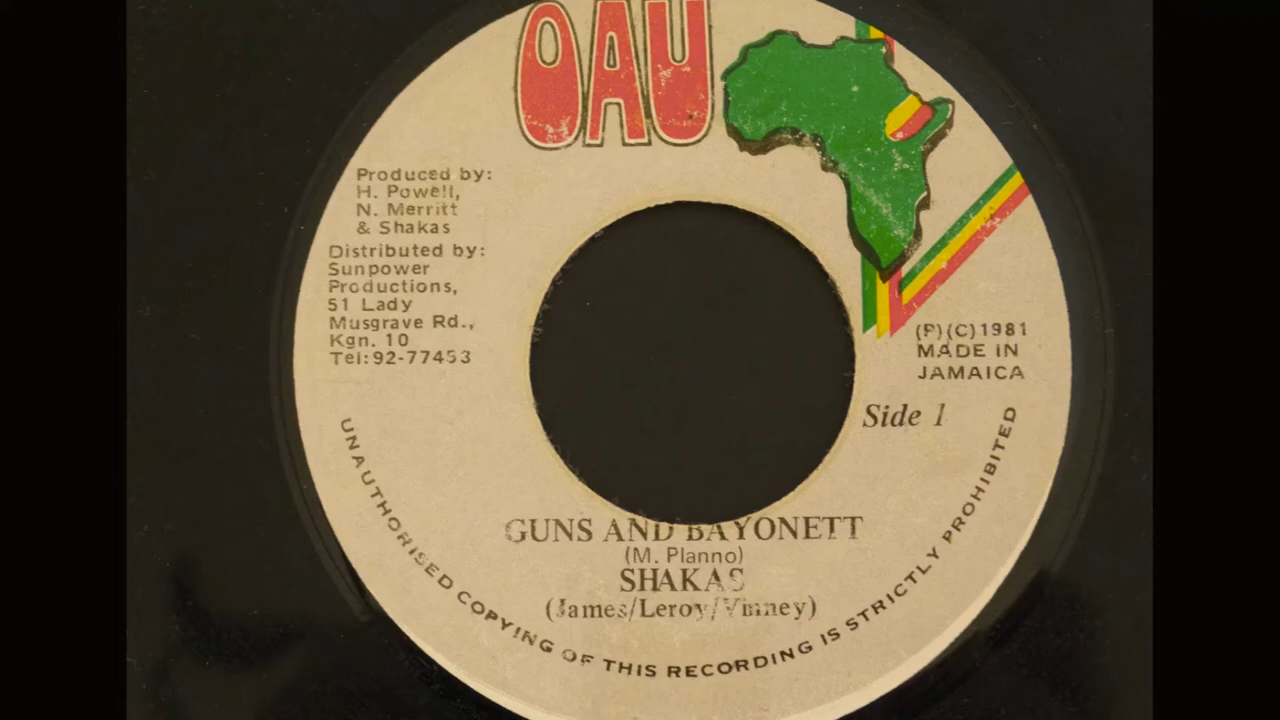 OAU
Produced by:
H. Powell,
N. Merritt
& Shakas
Distributed by:
Sunpower
Productions,
51 Lady
Musgrave Rd.,
Kgn. 10
Tel:92-77453
(P)(C)1981
MADE IN
JAMAICA
Side 1
GUNS AND BAYONETT
(M. Planno)
SHAKAS
(James/Leroy/Vinney)
UNAUTHORISED COPYING OF THIS RECORDING IS STRICTLY PROHIBITED